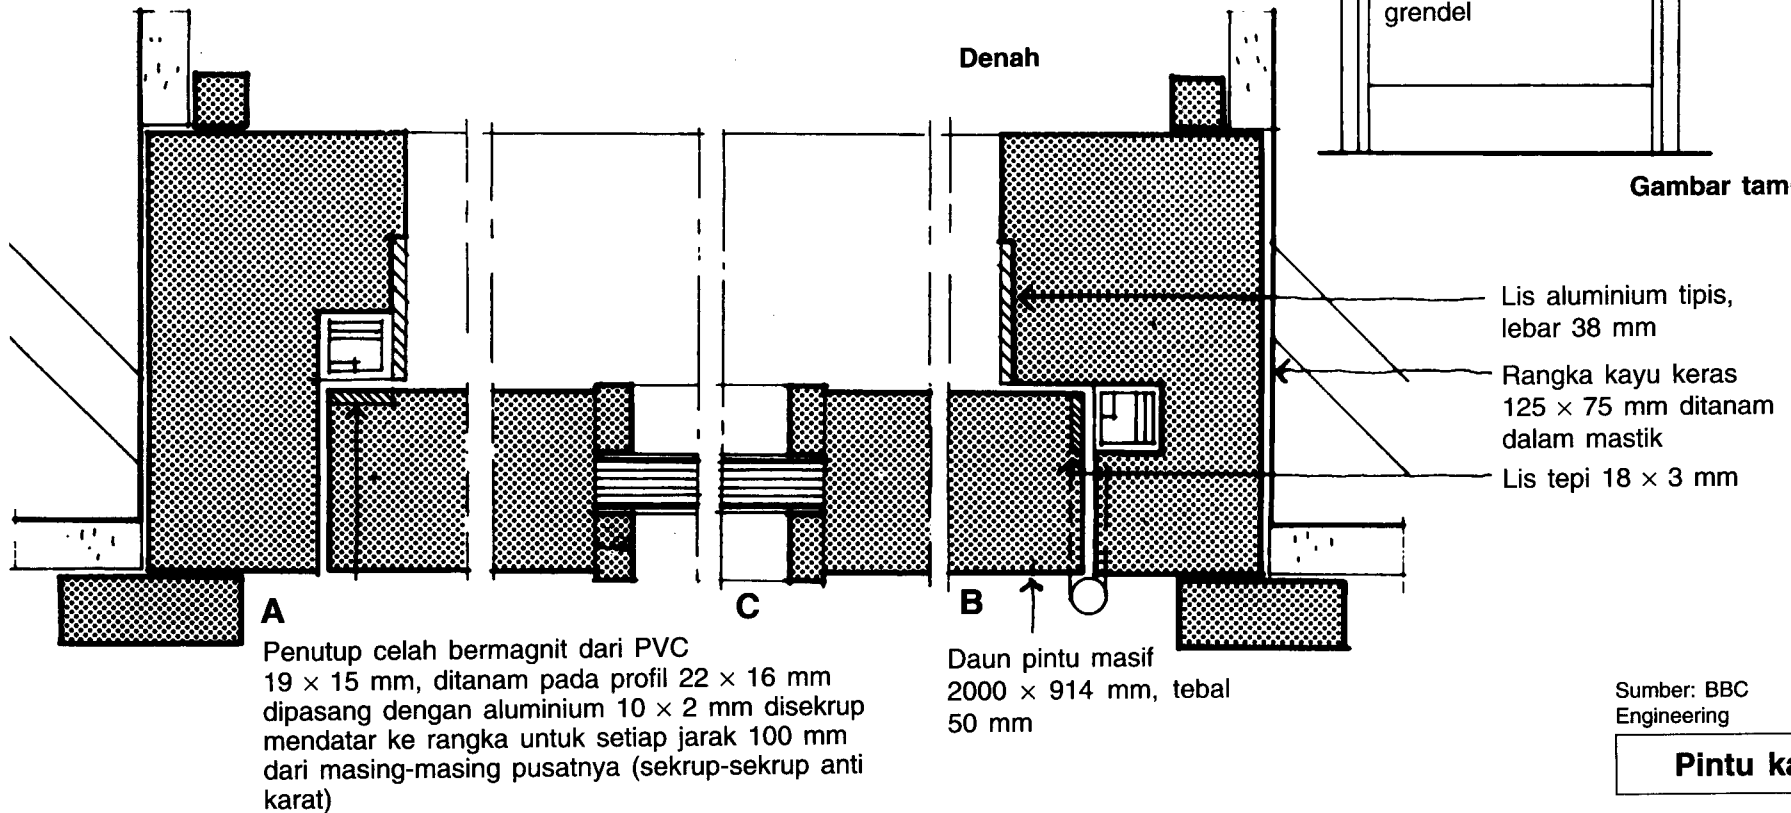 grendel
Denah
Gambar tam
Lis aluminium tipis,
lebar 38 mm
Rangka kayu keras
125 × 75 mm ditanam
dalam mastik
Lis tepi 18 × 3 mm
A
C
B
Penutup celah bermagnit dari PVC
19 × 15 mm, ditanam pada profil 22 × 16 mm
dipasang dengan aluminium 10 × 2 mm disekrup
mendatar ke rangka untuk setiap jarak 100 mm
dari masing-masing pusatnya (sekrup-sekrup anti
karat)
Daun pintu masif
2000 × 914 mm, tebal
50 mm
Sumber: BBC
Engineering
Pintu ka